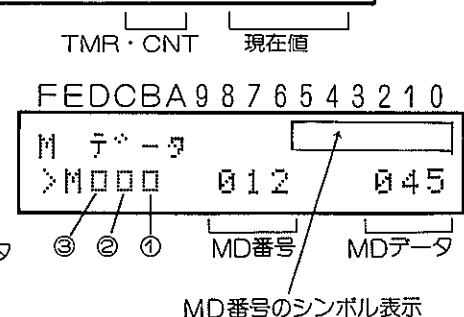 TMR・CNT 現在値
FEDCBA9876543210
M データ
>M□□□ 012 045
タ ③ ② ① MD番号 MDデータ
MD番号のシンボル表示